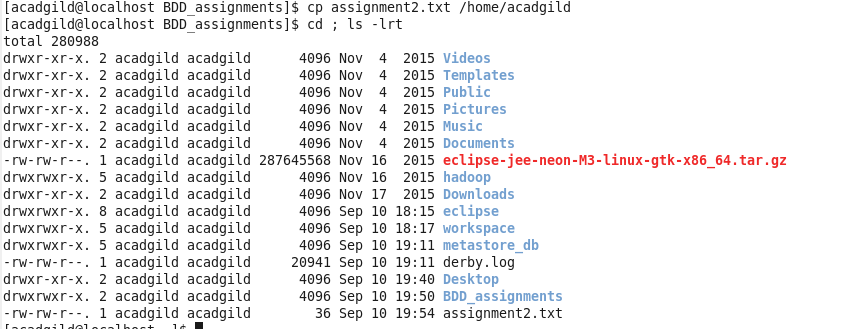 [acadgild@localhost BDD_assignments]$ cp assignment2.txt /home/acadgild
[acadgild@localhost BDD_assignments]$ cd ; ls -lrt
total 280988
drwxr-xr-x. 2 acadgild acadgild      4096 Nov  4  2015 Videos
drwxr-xr-x. 2 acadgild acadgild      4096 Nov  4  2015 Templates
drwxr-xr-x. 2 acadgild acadgild      4096 Nov  4  2015 Public
drwxr-xr-x. 2 acadgild acadgild      4096 Nov  4  2015 Pictures
drwxr-xr-x. 2 acadgild acadgild      4096 Nov  4  2015 Music
drwxr-xr-x. 2 acadgild acadgild      4096 Nov  4  2015 Documents
-rw-rw-r--. 1 acadgild acadgild 287645568 Nov 16  2015 eclipse-jee-neon-M3-linux-gtk-x86_64.tar.gz
drwxrwxr-x. 5 acadgild acadgild      4096 Nov 16  2015 hadoop
drwxr-xr-x. 2 acadgild acadgild      4096 Nov 17  2015 Downloads
drwxrwxr-x. 8 acadgild acadgild      4096 Sep 10 18:15 eclipse
drwxrwxr-x. 5 acadgild acadgild      4096 Sep 10 18:17 workspace
drwxrwxr-x. 5 acadgild acadgild      4096 Sep 10 19:11 metastore_db
-rw-rw-r--. 1 acadgild acadgild     20941 Sep 10 19:11 derby.log
drwxr-xr-x. 2 acadgild acadgild      4096 Sep 10 19:40 Desktop
drwxrwxr-x. 2 acadgild acadgild      4096 Sep 10 19:50 BDD_assignments
-rw-rw-r--. 1 acadgild acadgild        36 Sep 10 19:54 assignment2.txt
[acadgild@localhost ~]$